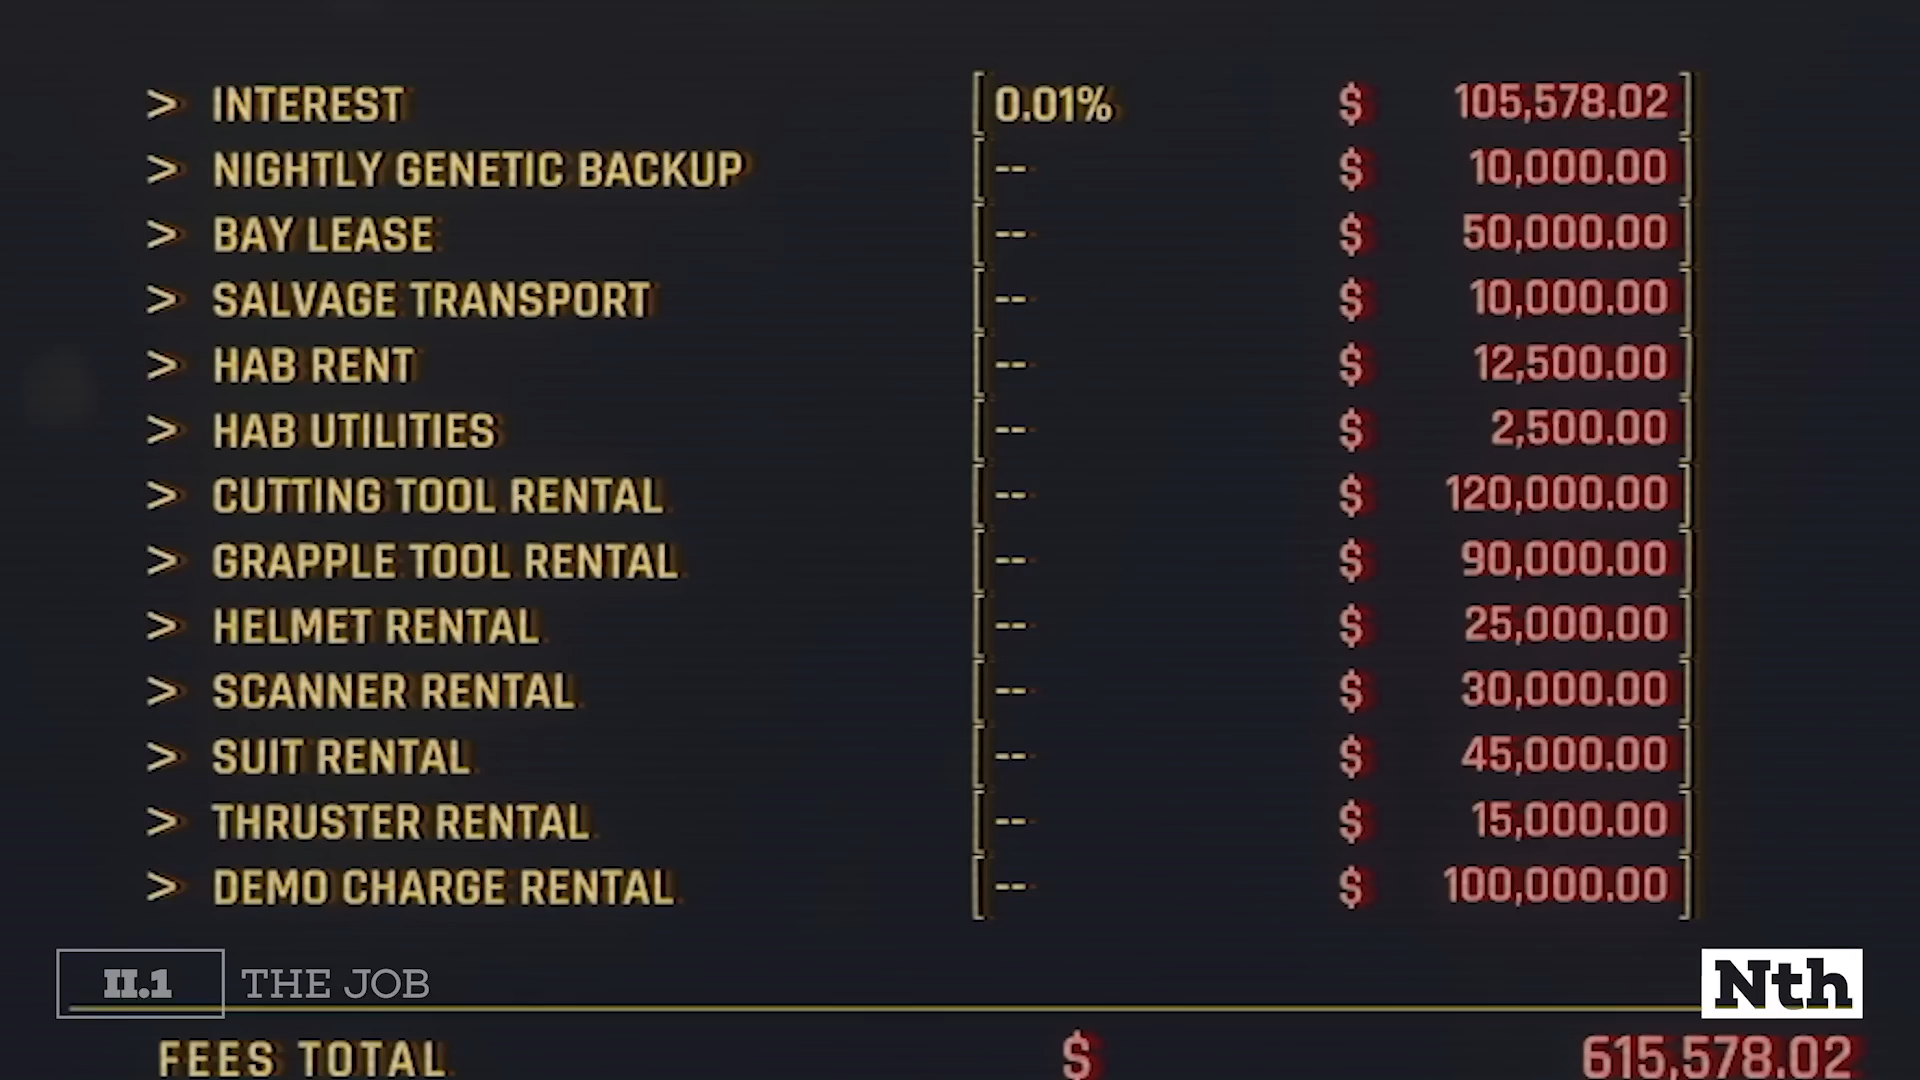 > INTEREST [ 0.01% $ 105,578.02 ]
> NIGHTLY GENETIC BACKUP [ -- $ 10,000.00 ]
> BAY LEASE [ -- $ 50,000.00 ]
> SALVAGE TRANSPORT [ -- $ 10,000.00 ]
> HAB RENT [ -- $ 12,500.00 ]
> HAB UTILITIES [ -- $ 2,500.00 ]
> CUTTING TOOL RENTAL [ -- $ 120,000.00 ]
> GRAPPLE TOOL RENTAL [ -- $ 90,000.00 ]
> HELMET RENTAL [ -- $ 25,000.00 ]
> SCANNER RENTAL [ -- $ 30,000.00 ]
> SUIT RENTAL [ -- $ 45,000.00 ]
> THRUSTER RENTAL [ -- $ 15,000.00 ]
> DEMO CHARGE RENTAL [ -- $ 100,000.00 ]
II.1 THE JOB
Nth
FEES TOTAL $ 615,578.02